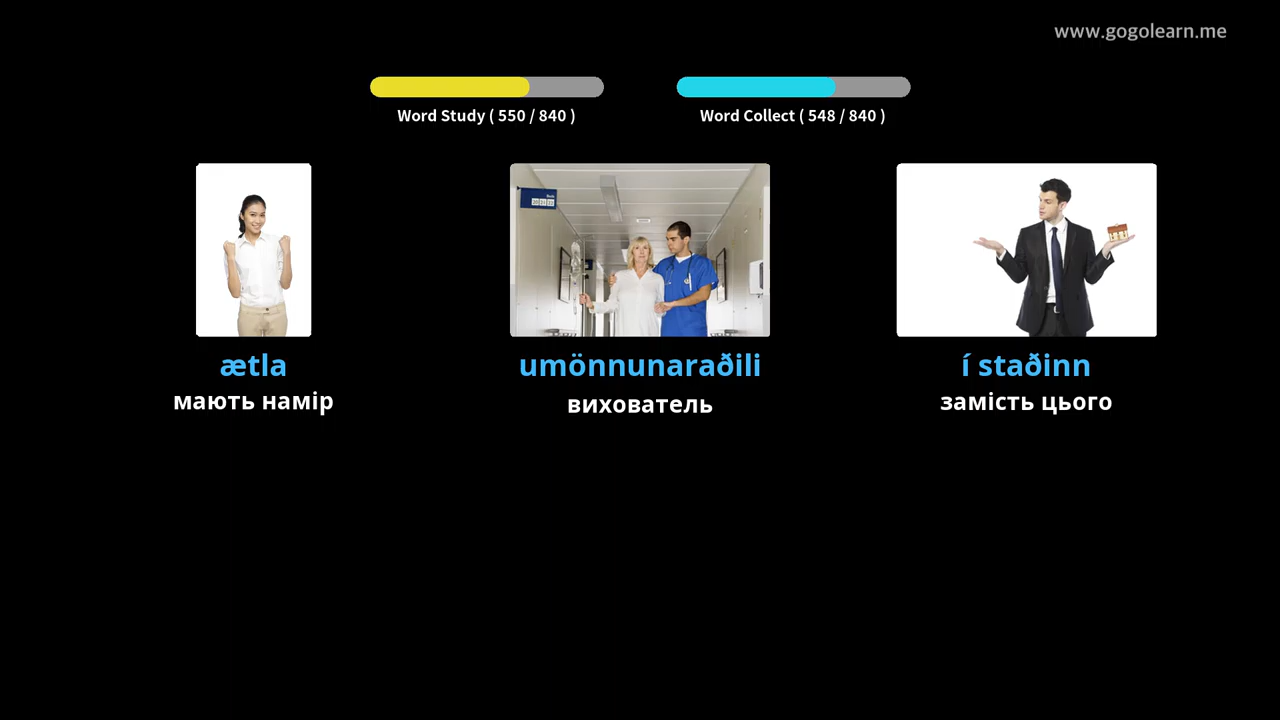 www.gogolearn.me
Word Study ( 550 / 840 )
Word Collect ( 548 / 840 )
ætla
мають намір
umönnunaraðili
вихователь
í staðinn
замість цього